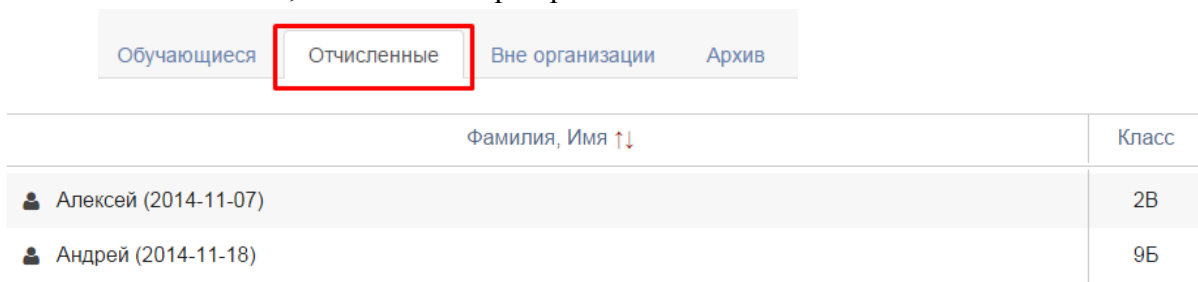 Обучающиеся Отчисленные Вне организации Архив
Фамилия, Имя ↑↓ Класс
Алексей (2014-11-07) 2В
Андрей (2014-11-18) 9Б